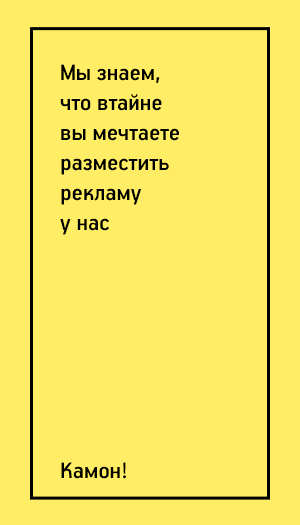 Мы знаем,
что втайне
вы мечтаете
разместить
рекламу
у нас
Камон!